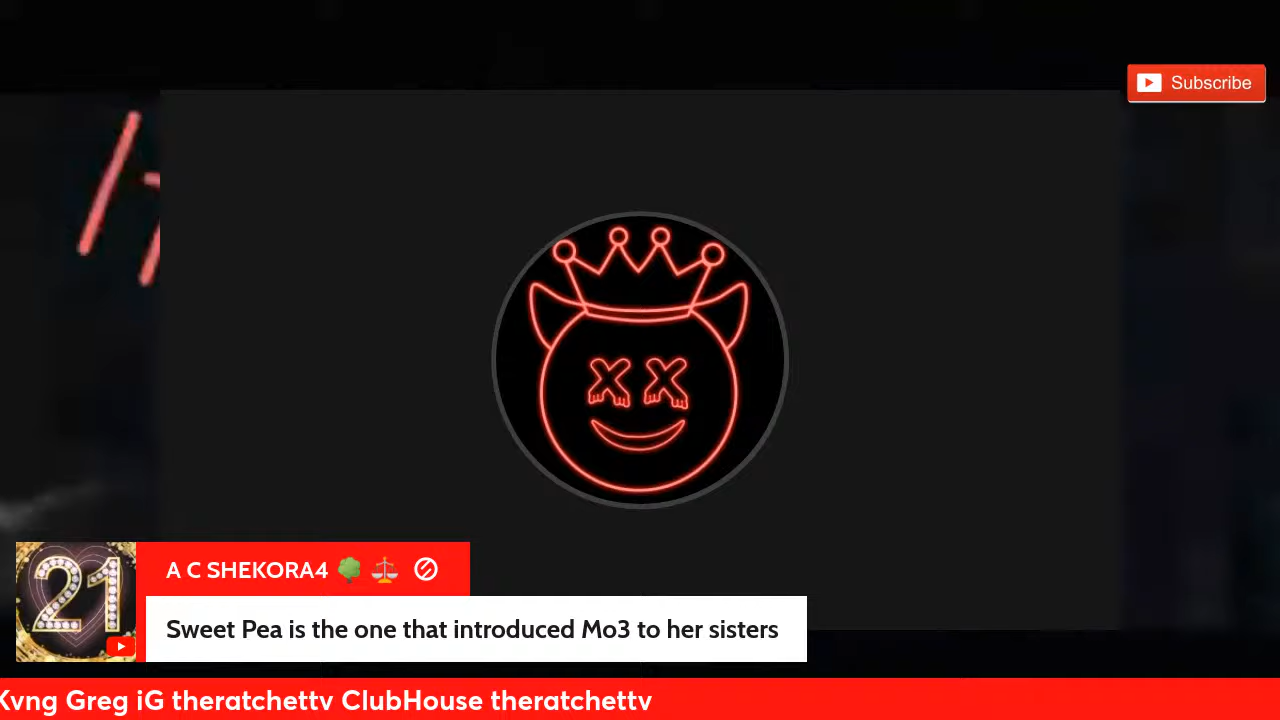 Subscribe
21
A C SHEKORA4 🌳 ⚖️
Sweet Pea is the one that introduced Mo3 to her sisters
Kvng Greg iG theratchettv ClubHouse theratchettv